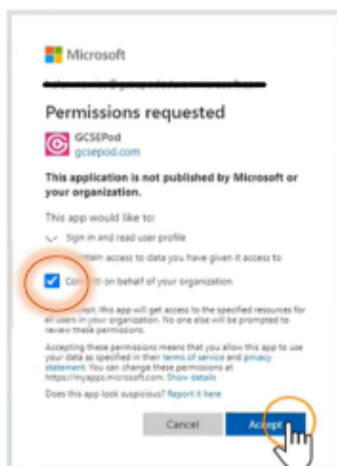 Microsoft
Permissions requested
GCSEPod
gcsepod.com
This application is not published by Microsoft or
your organization.
This app would like to:
Sign in and read user profile
access to data you have given it access to
on behalf of your organization
this app will get access to the specified resources for
all users in your organization. No one else will be prompted to
review these permissions.
Accepting these permissions means that you allow this app to use
your data as specified in their terms of service and privacy
statement. You can change these permissions at
https://myapps.microsoft.com. Show details
Does this app look suspicious? Report it here
Cancel
Accept